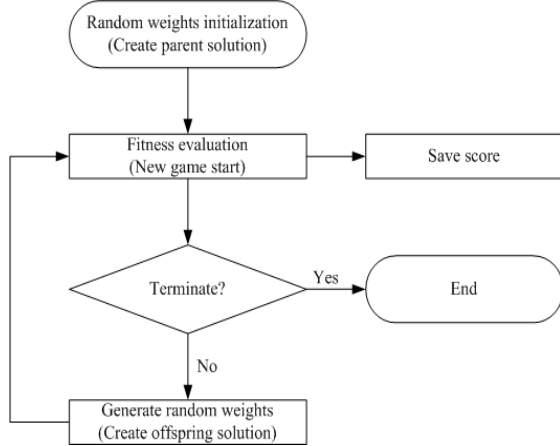 Random weights initialization
(Create parent solution)
Fitness evaluation
(New game start)
Save score
Terminate?
Yes
End
No
Generate random weights
(Create offspring solution)